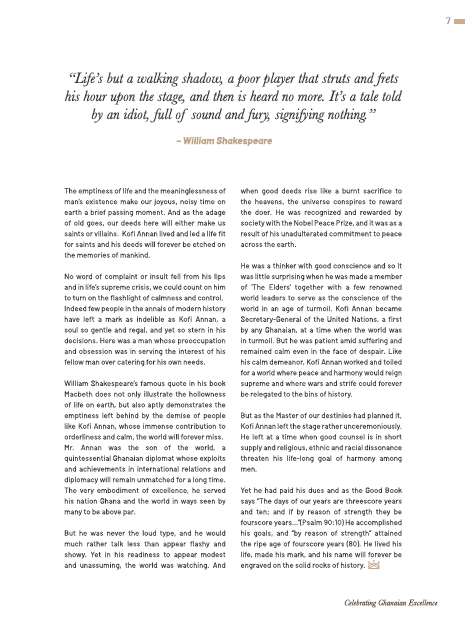 7
“Life’s but a walking shadow, a poor player that struts and frets
his hour upon the stage, and then is heard no more. It’s a tale told
by an idiot, full of sound and fury, signifying nothing.”
– William Shakespeare
The emptiness of life and the meaninglessness of
man’s existence make our joyous, noisy time on
earth a brief passing moment. And as the adage
of old goes, our deeds here will either make us
saints or villains. Kofi Annan lived and led a life fit
for saints and his deeds will forever be etched on
the memories of mankind.
No word of complaint or insult fell from his lips
and in life’s supreme crisis, we could count on him
to turn on the flashlight of calmness and control.
Indeed few people in the annals of modern history
have left a mark as indelible as Kofi Annan, a
soul so gentle and regal, and yet so stern in his
decisions. Here was a man whose preoccupation
and obsession was in serving the interest of his
fellow man over catering for his own needs.
William Shakespeare’s famous quote in his book
Macbeth does not only illustrate the hollowness
of life on earth, but also aptly demonstrates the
emptiness left behind by the demise of people
like Kofi Annan, whose immense contribution to
orderliness and calm, the world will forever miss.
Mr. Annan was the son of the world, a
quintessential Ghanaian diplomat whose exploits
and achievements in international relations and
diplomacy will remain unmatched for a long time.
The very embodiment of excellence, he served
his nation Ghana and the world in ways seen by
many to be above par.
But he was never the loud type, and he would
much rather talk less than appear flashy and
showy. Yet in his readiness to appear modest
and unassuming, the world was watching. And
when good deeds rise like a burnt sacrifice to
the heavens, the universe conspires to reward
the doer. He was recognized and rewarded by
society with the Nobel Peace Prize, and it was as a
result of his unadulterated commitment to peace
across the earth.
He was a thinker with good conscience and so it
was little surprising when he was made a member
of ‘The Elders’ together with a few renowned
world leaders to serve as the conscience of the
world in an age of turmoil. Kofi Annan became
Secretary-General of the United Nations, a first
by any Ghanaian, at a time when the world was
in turmoil. But he was patient amid suffering and
remained calm even in the face of despair. Like
his calm demeanor, Kofi Annan worked and toiled
for a world where peace and harmony would reign
supreme and where wars and strife could forever
be relegated to the bins of history.
But as the Master of our destinies had planned it,
Kofi Annan left the stage rather unceremoniously.
He left at a time when good counsel is in short
supply and religious, ethnic and racial dissonance
threaten his life-long goal of harmony among
men.
Yet he had paid his dues and as the Good Book
says “The days of our years are threescore years
and ten; and if by reason of strength they be
fourscore years…”(Psalm 90:10) He accomplished
his goals, and “by reason of strength” attained
the ripe age of fourscore years (80). He lived his
life, made his mark, and his name will forever be
engraved on the solid rocks of history.
Celebrating Ghanaian Excellence